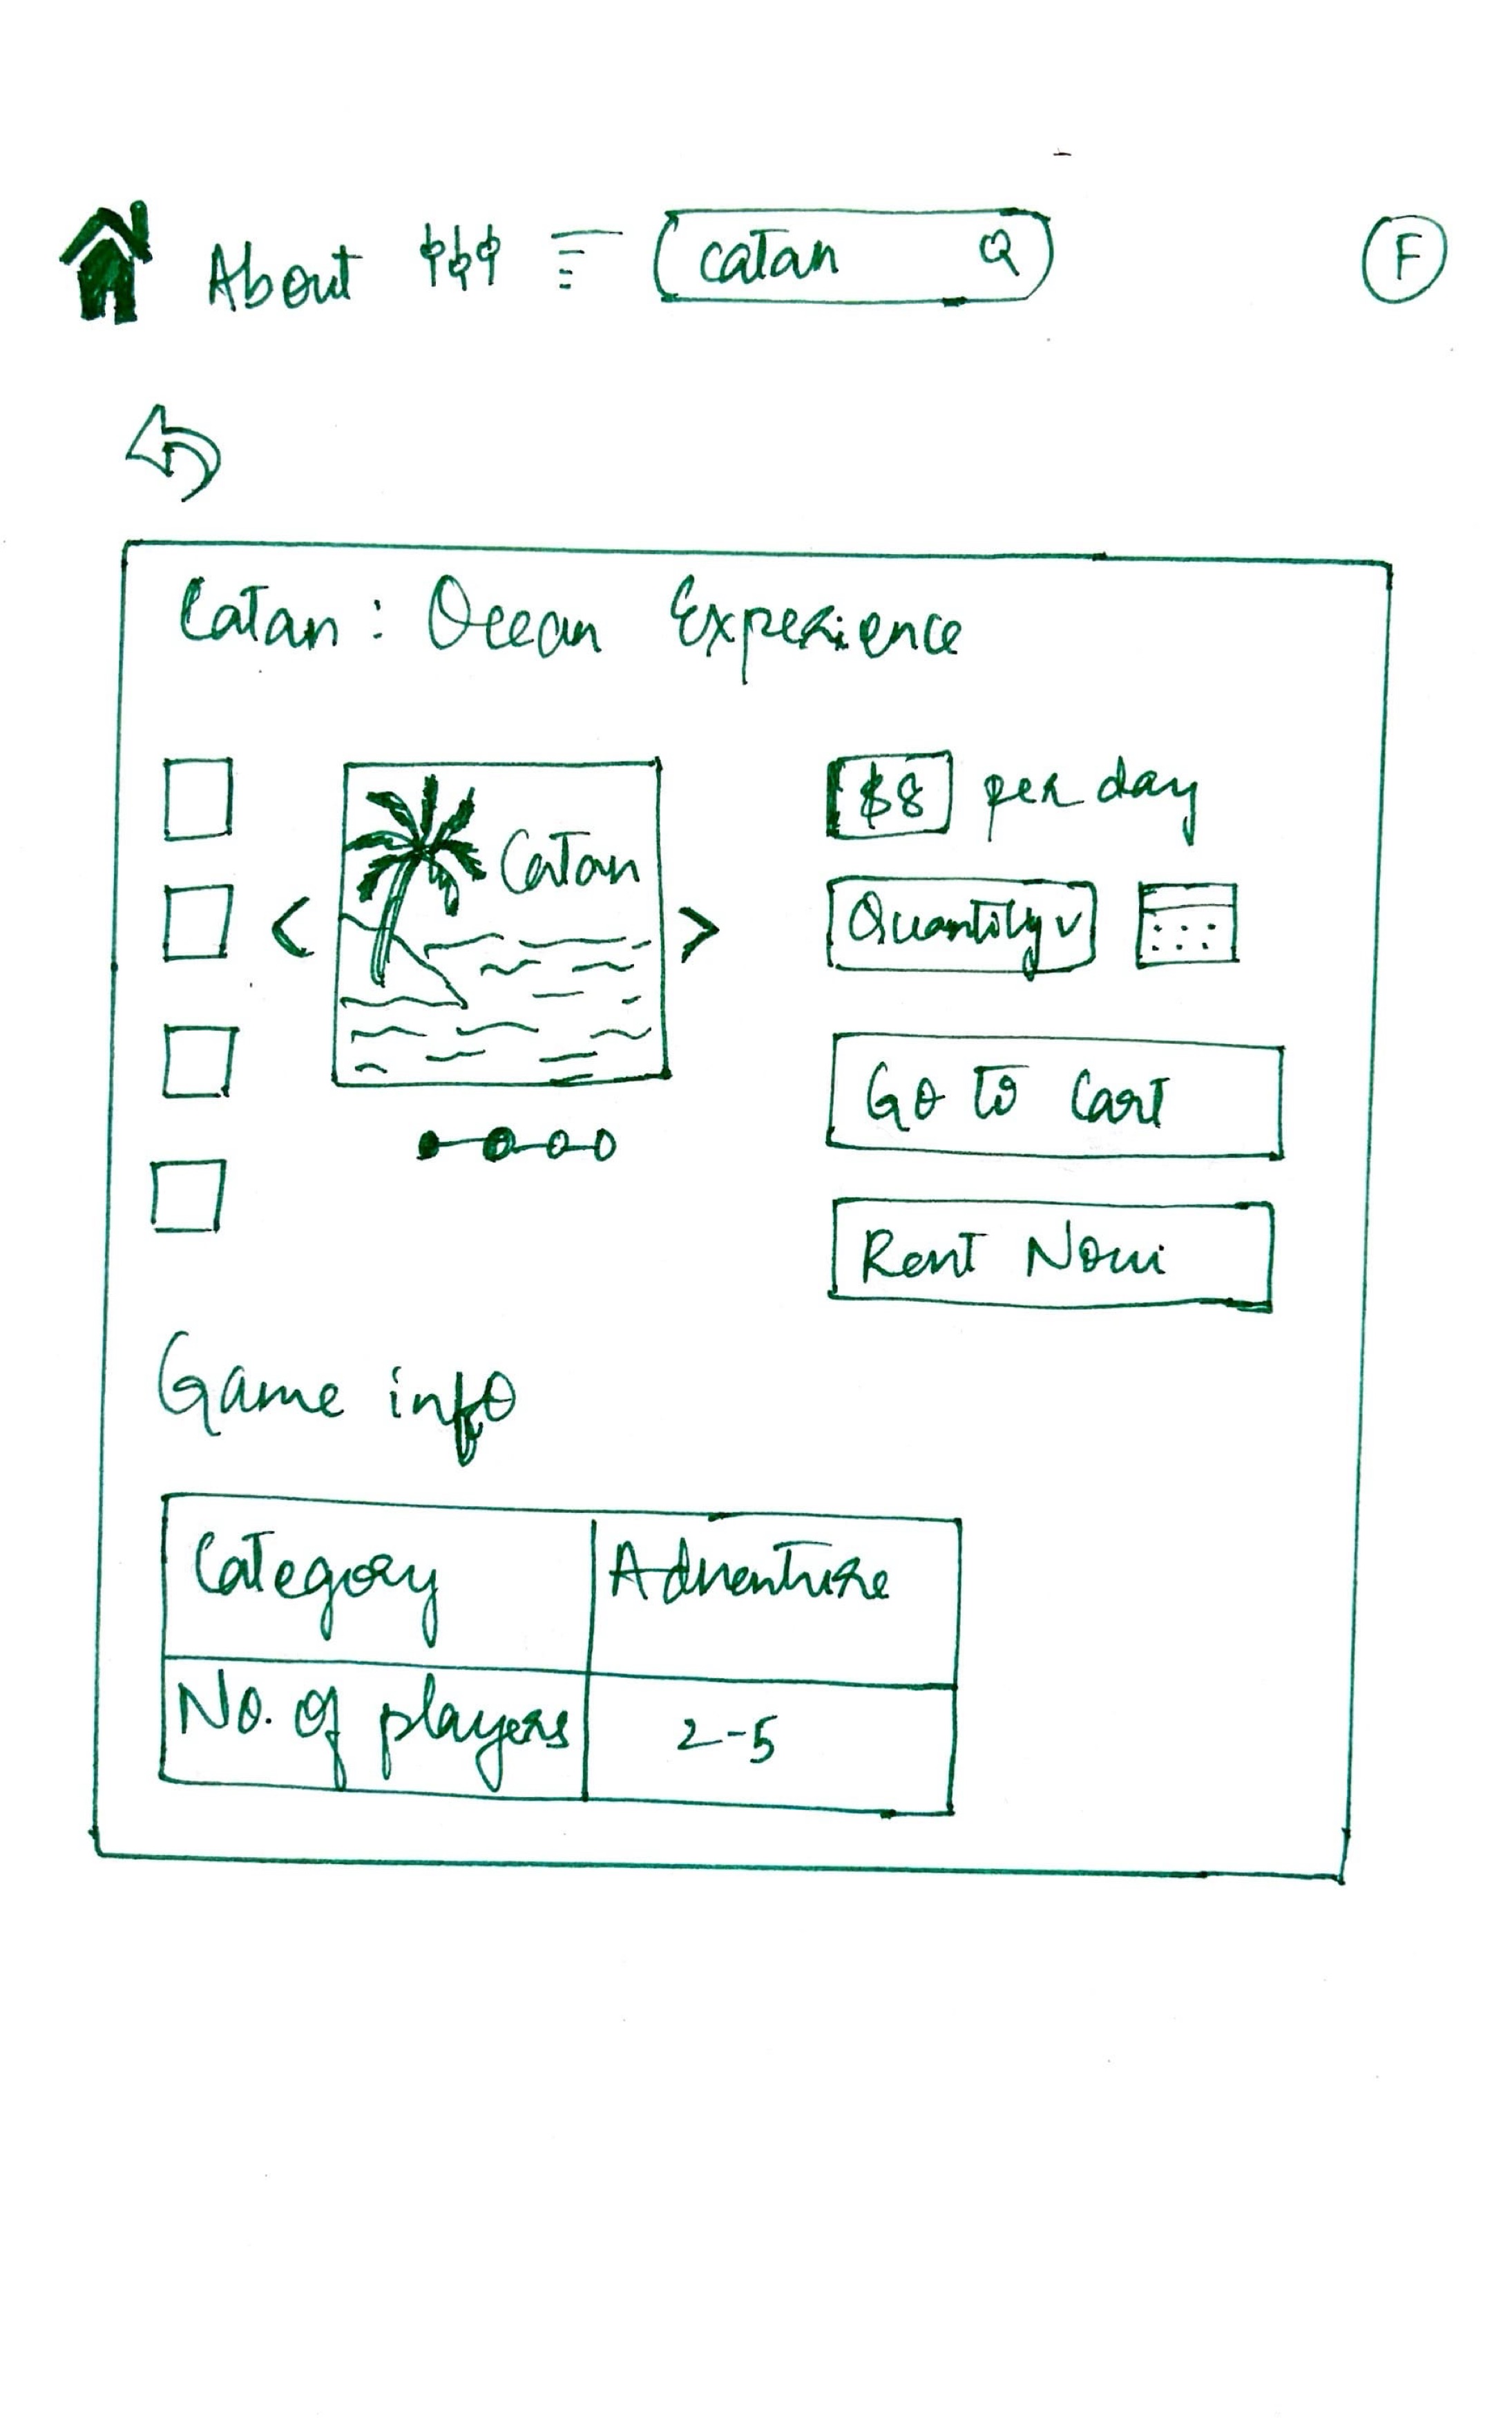 About
catan
F
Catan: Ocean Experience
Catan
$8 per day
Quantity
Go to Cart
Rent Now
Game info
Category Adventure
No. of players 2-5